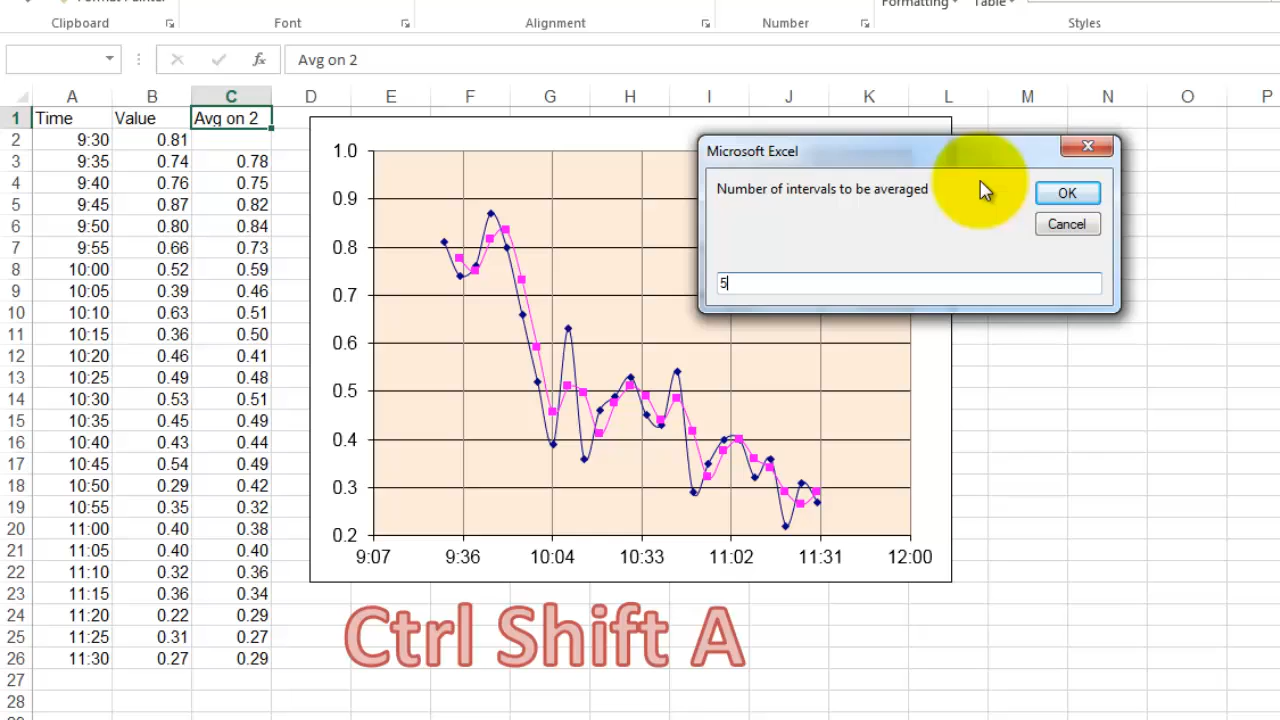 Format Painter
Formatting Table
Clipboard Font Alignment Number Styles
fx Avg on 2
A B C D E F G H I J K L M N O P
1 Time Value Avg on 2
2 9:30 0.81
3 9:35 0.74 0.78
4 9:40 0.76 0.75
5 9:45 0.87 0.82
6 9:50 0.80 0.84
7 9:55 0.66 0.73
8 10:00 0.52 0.59
9 10:05 0.39 0.46
10 10:10 0.63 0.51
11 10:15 0.36 0.50
12 10:20 0.46 0.41
13 10:25 0.49 0.48
14 10:30 0.53 0.51
15 10:35 0.45 0.49
16 10:40 0.43 0.44
17 10:45 0.54 0.49
18 10:50 0.29 0.42
19 10:55 0.35 0.32
20 11:00 0.40 0.38
21 11:05 0.40 0.40
22 11:10 0.32 0.36
23 11:15 0.36 0.34
24 11:20 0.22 0.29
25 11:25 0.31 0.27
26 11:30 0.27 0.29
27
28
1.0
0.9
0.8
0.7
0.6
0.5
0.4
0.3
0.2
9:07 9:36 10:04 10:33 11:02 11:31 12:00
Microsoft Excel
Number of intervals to be averaged
OK
Cancel
5
Ctrl Shift A